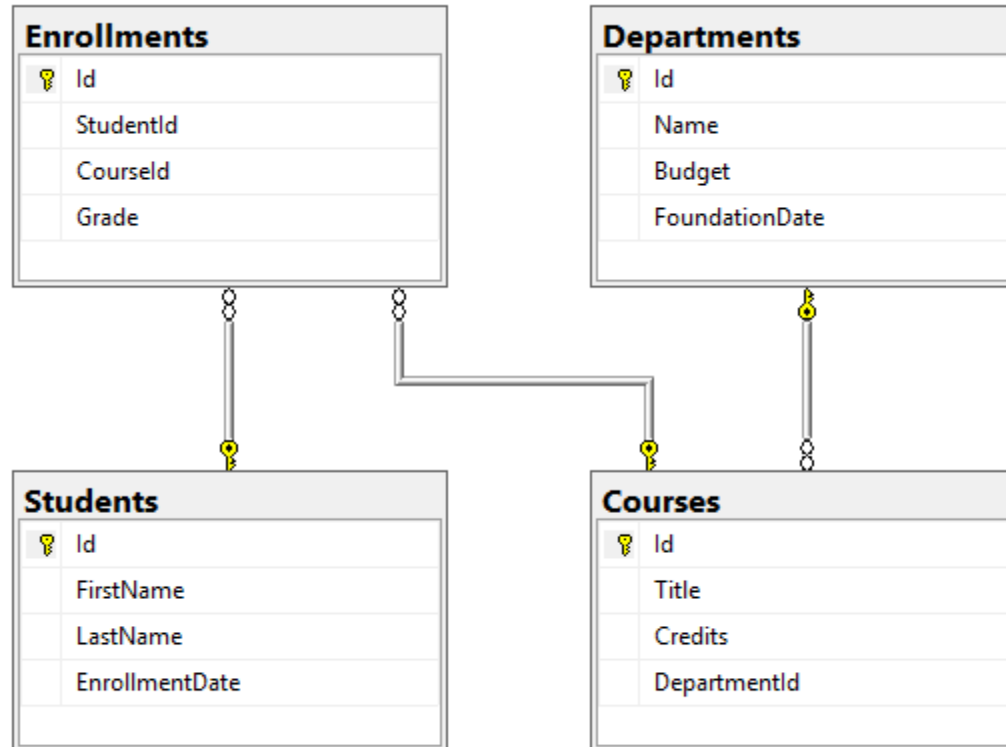 Enrollments
Id
StudentId
CourseId
Grade
Departments
Id
Name
Budget
FoundationDate
Students
Id
FirstName
LastName
EnrollmentDate
Courses
Id
Title
Credits
DepartmentId